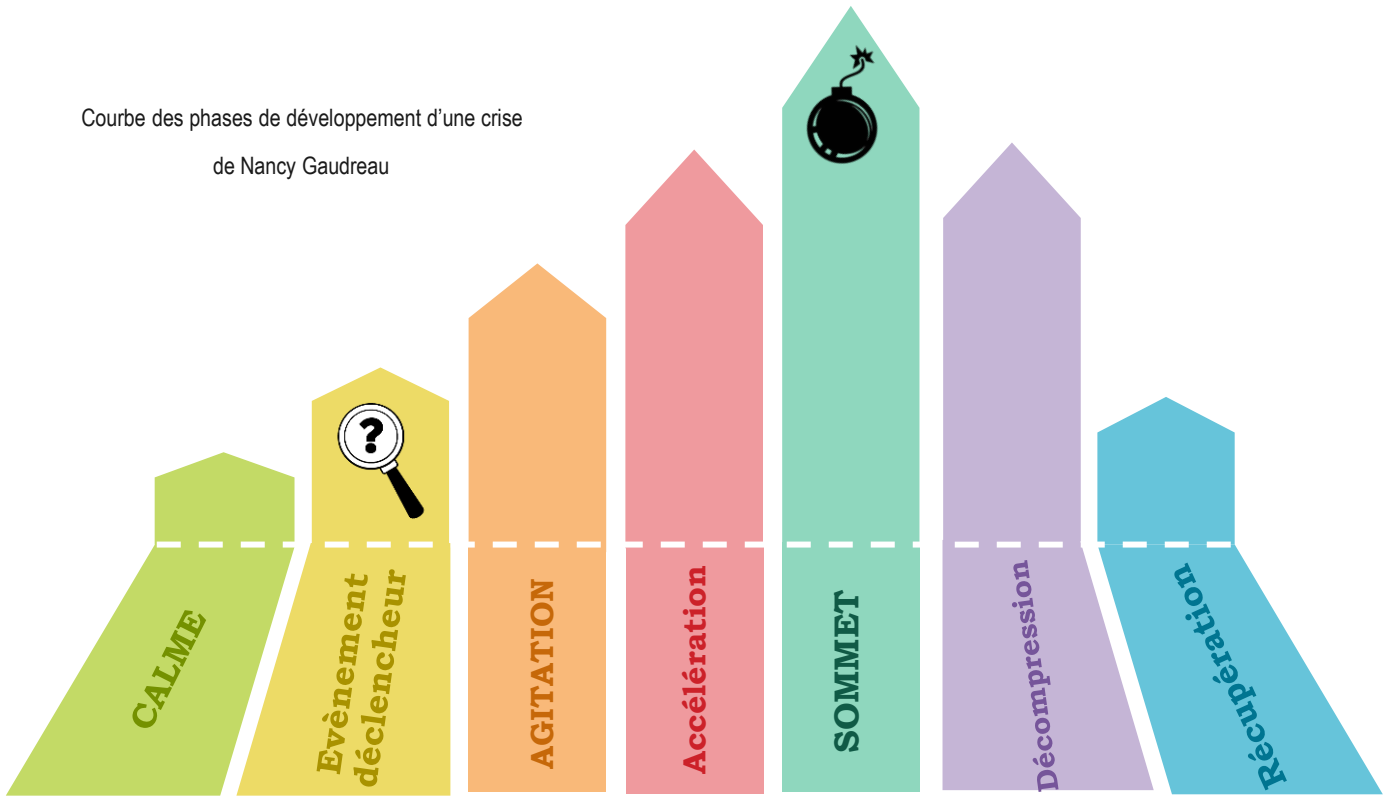 Courbe des phases de développement d’une crise
de Nancy Gaudreau
?
CALME
Evènement
déclencheur
AGITATION
Accélération
SOMMET
Décompression
Récupération